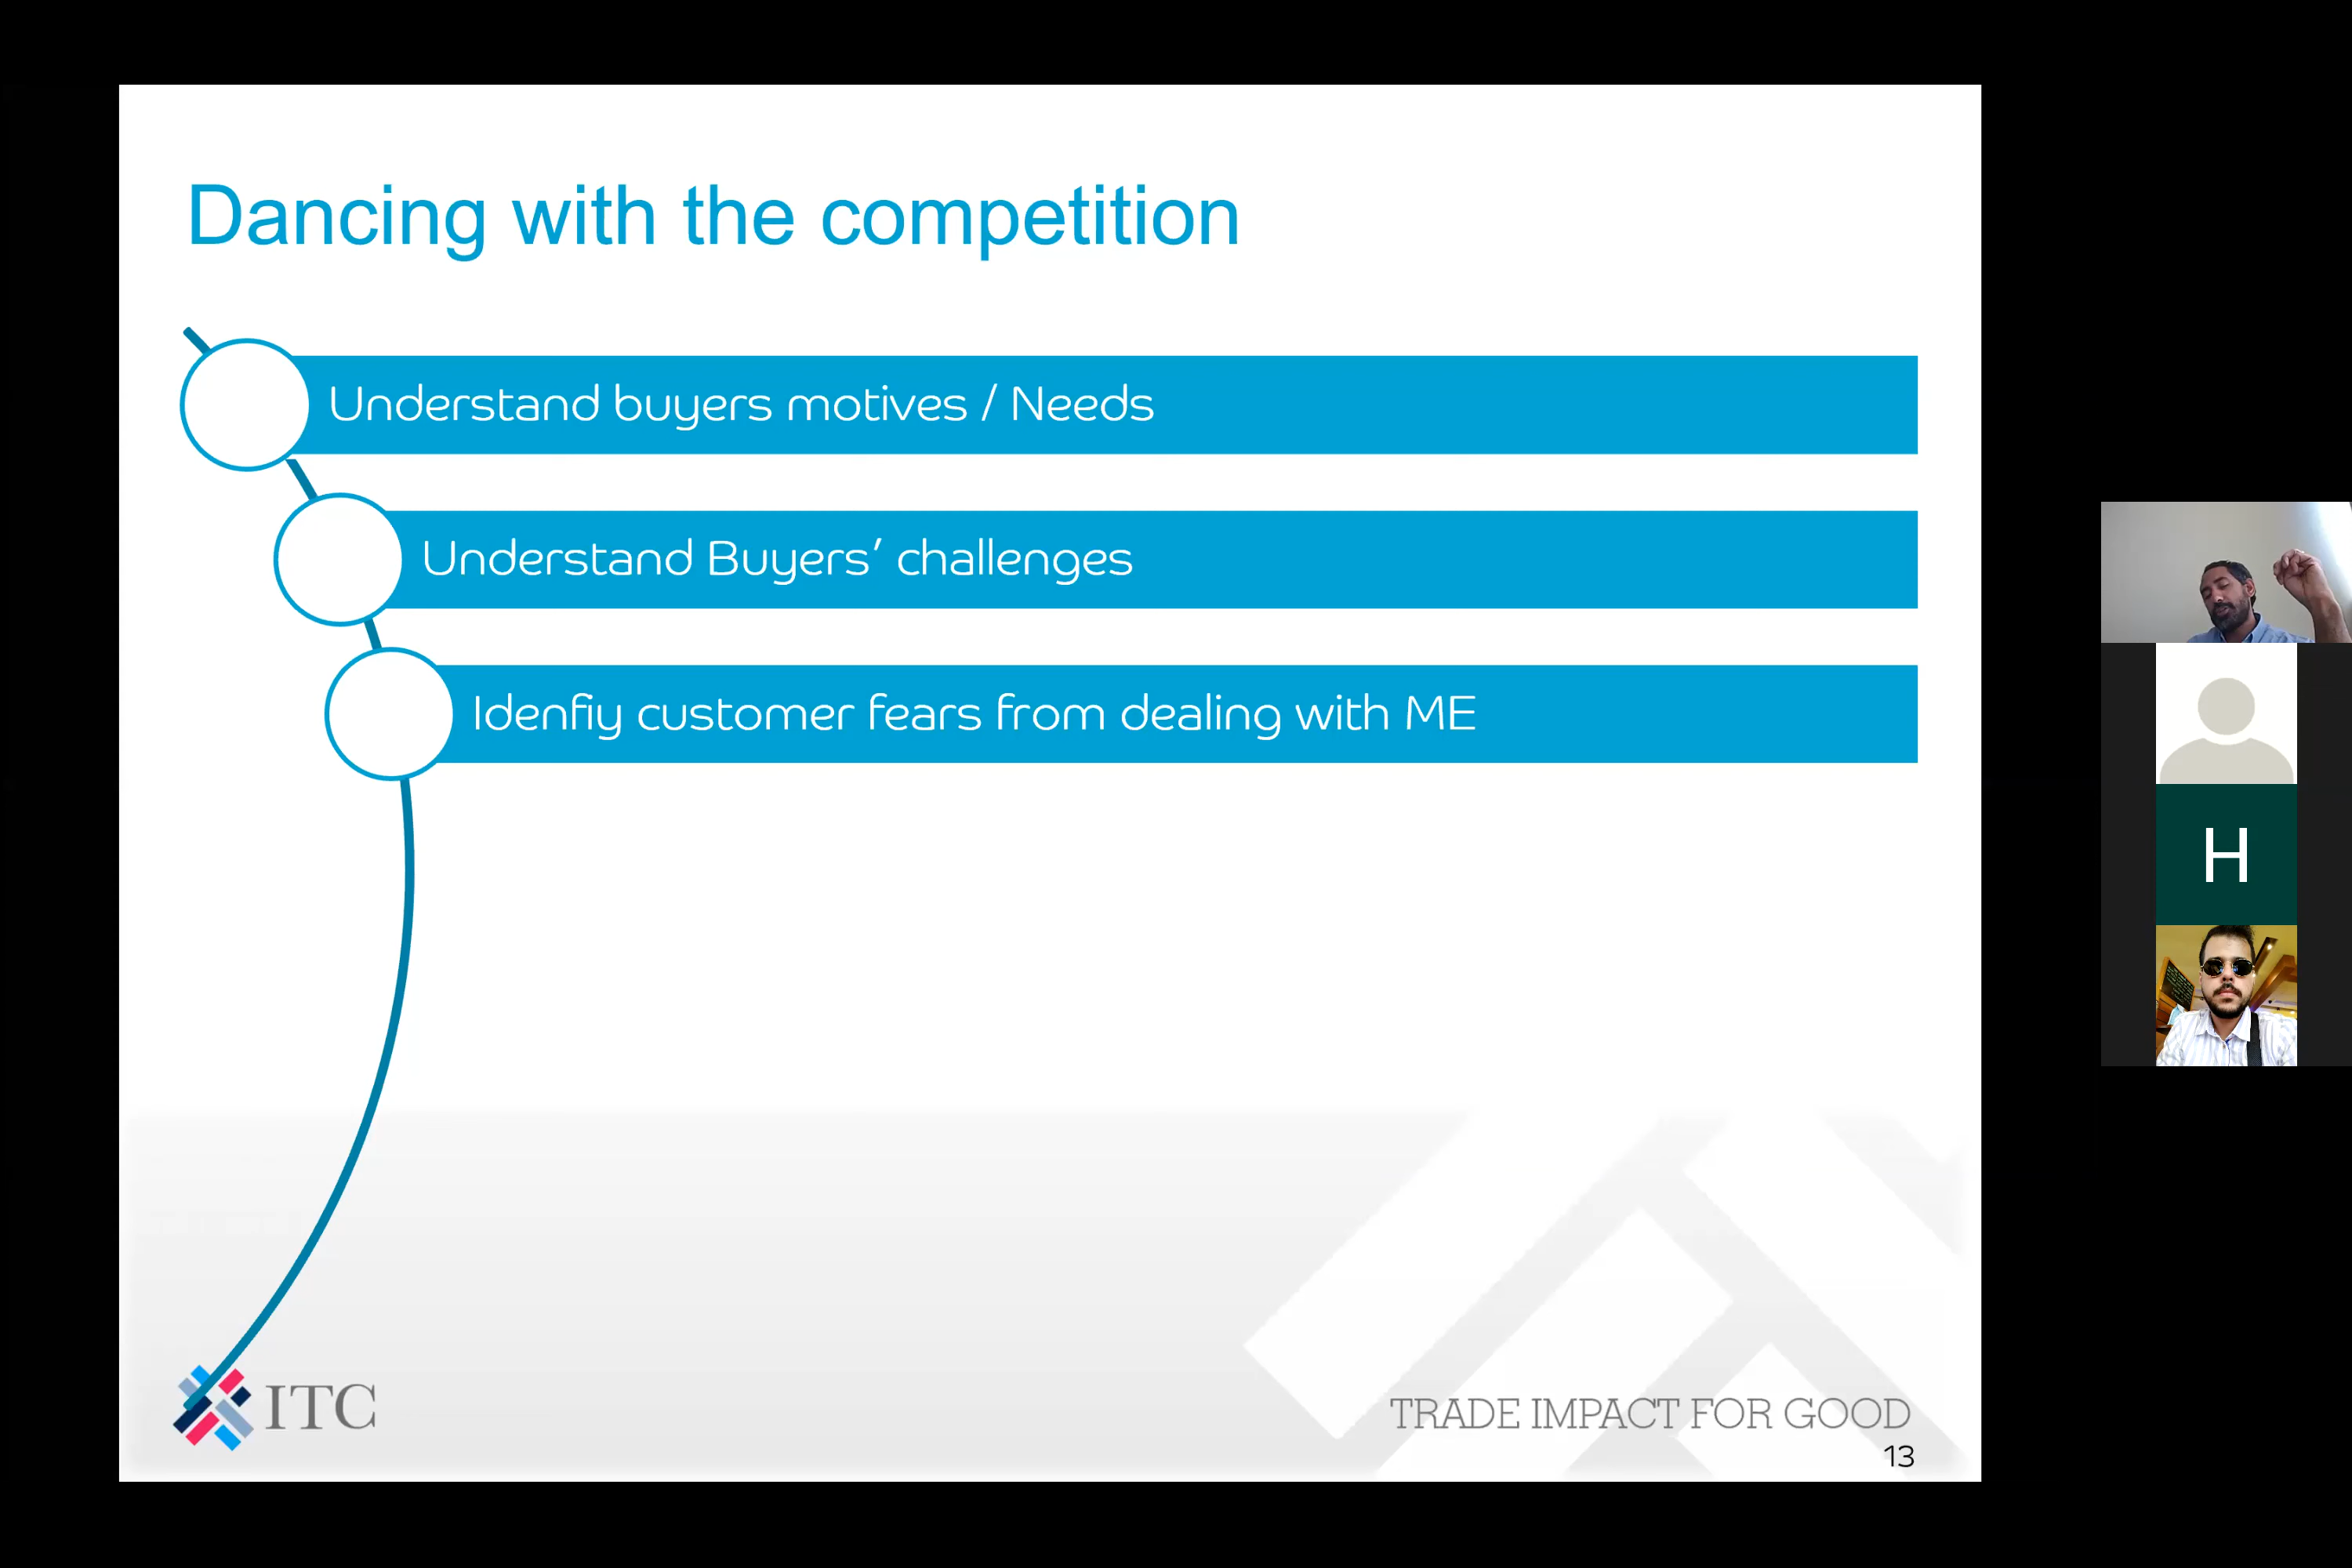 Dancing with the competition
Understand buyers motives / Needs
Understand Buyers' challenges
Idenfiy customer fears from dealing with ME
H
ITC
TRADE IMPACT FOR GOOD
13